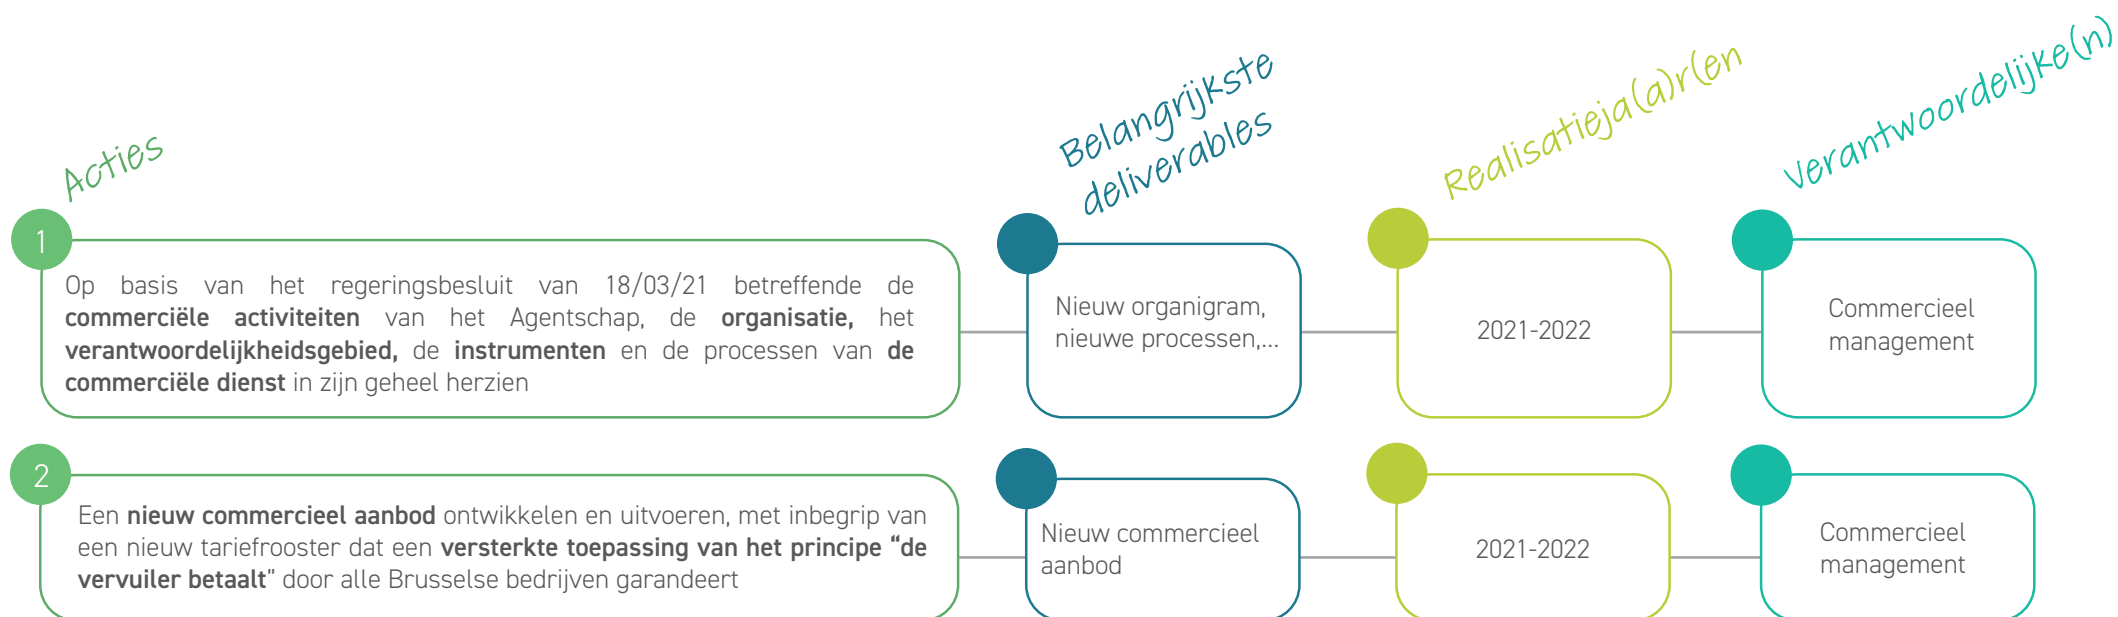 Acties
Belangrijkste
deliverables
Realisatieja(a)r(en
Verantwoordelijke(n)
1
Op basis van het regeringsbesluit van 18/03/21 betreffende de
commerciële activiteiten van het Agentschap, de organisatie, het
verantwoordelijkheidsgebied, de instrumenten en de processen van de
commerciële dienst in zijn geheel herzien
Nieuw organigram,
nieuwe processen,...
2021-2022
Commercieel
management
2
Een nieuw commercieel aanbod ontwikkelen en uitvoeren, met inbegrip van
een nieuw tariefrooster dat een versterkte toepassing van het principe “de
vervuiler betaalt” door alle Brusselse bedrijven garandeert
Nieuw commercieel
aanbod
2021-2022
Commercieel
management